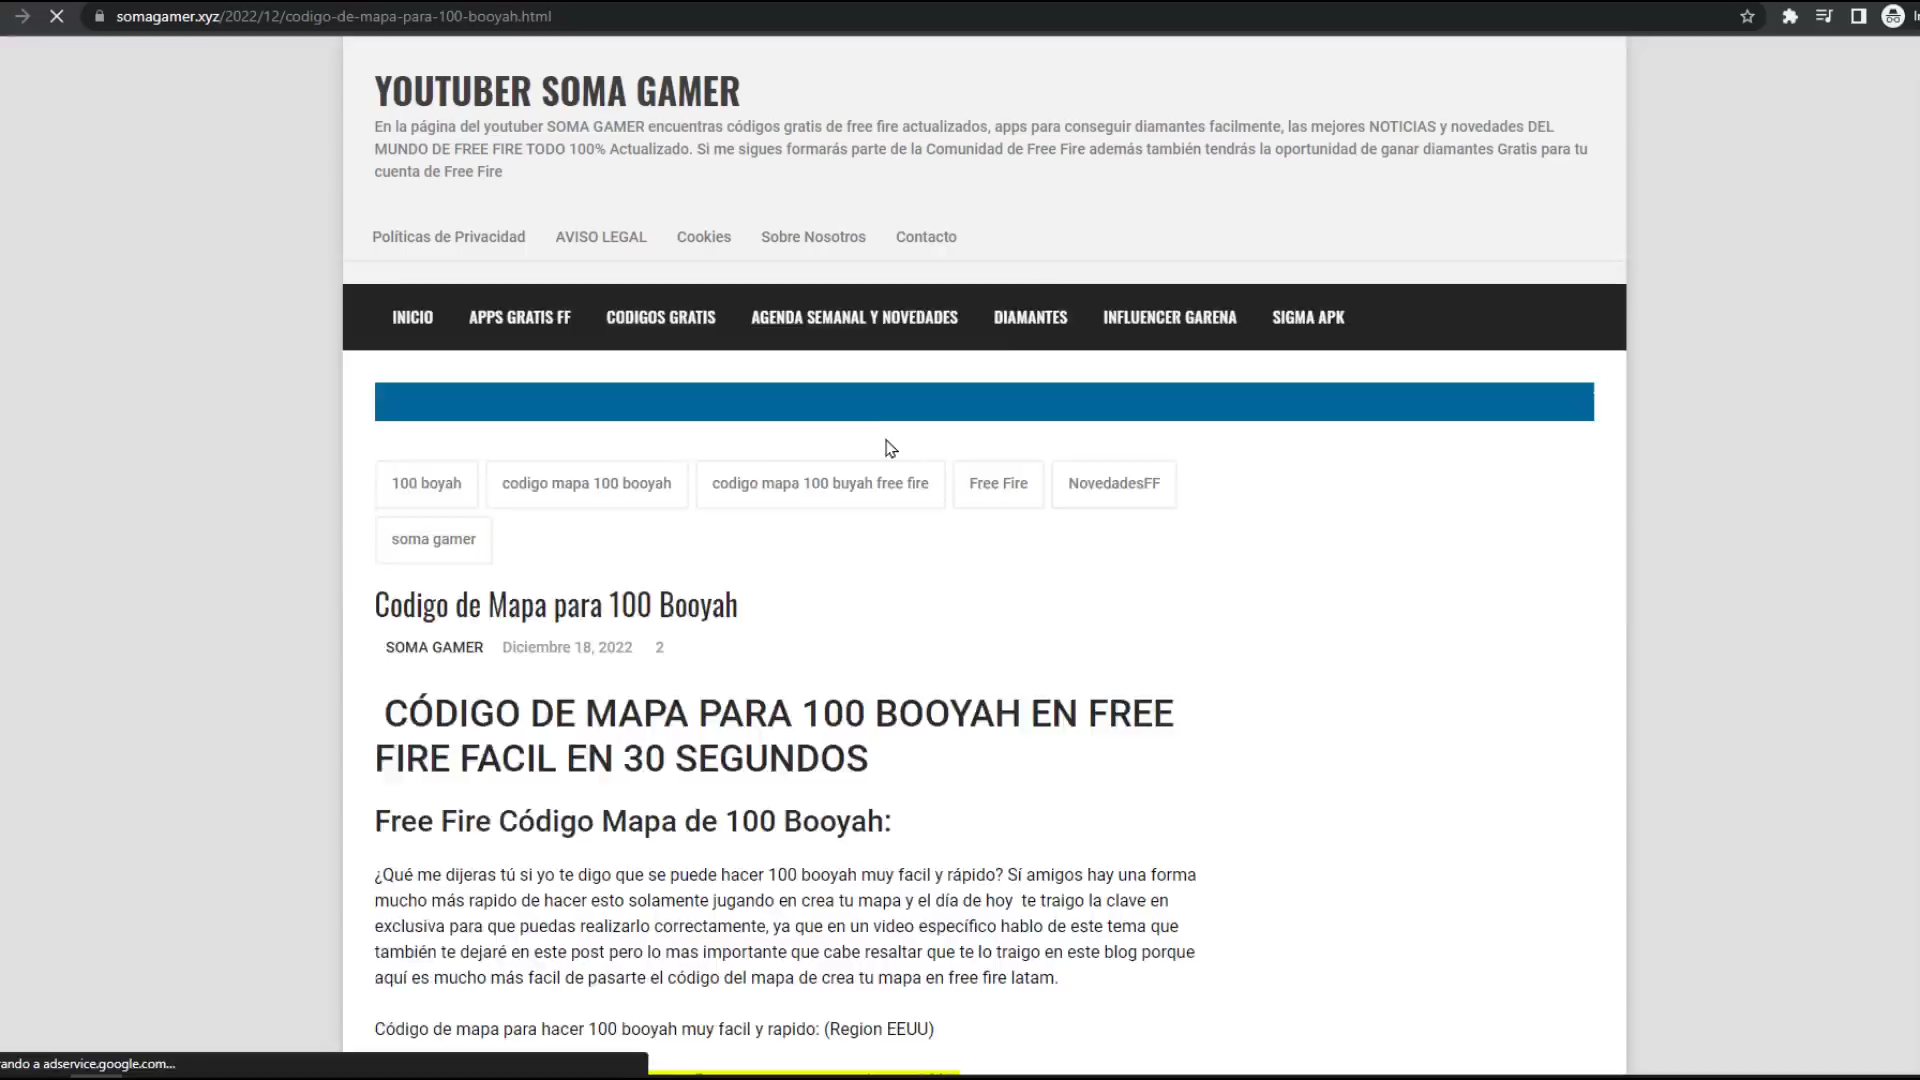 somagamer.xyz/2022/12/codigo-de-mapa-para-100-booyah.html
YOUTUBER SOMA GAMER
En la página del youtuber SOMA GAMER encuentras códigos gratis de free fire actualizados, apps para conseguir diamantes facilmente, las mejores NOTICIAS y novedades DEL
MUNDO DE FREE FIRE TODO 100% Actualizado. Si me sigues formarás parte de la Comunidad de Free Fire además también tendrás la oportunidad de ganar diamantes Gratis para tu
cuenta de Free Fire
Políticas de Privacidad AVISO LEGAL Cookies Sobre Nosotros Contacto
INICIO APPS GRATIS FF CODIGOS GRATIS AGENDA SEMANAL Y NOVEDADES DIAMANTES INFLUENCER GARENA SIGMA APK
100 boyah codigo mapa 100 booyah codigo mapa 100 buyah free fire Free Fire NovedadesFF
soma gamer
Codigo de Mapa para 100 Booyah
SOMA GAMER Diciembre 18, 2022 2
CÓDIGO DE MAPA PARA 100 BOOYAH EN FREE
FIRE FACIL EN 30 SEGUNDOS
Free Fire Código Mapa de 100 Booyah:
¿Qué me dijeras tú si yo te digo que se puede hacer 100 booyah muy facil y rápido? Sí amigos hay una forma
mucho más rapido de hacer esto solamente jugando en crea tu mapa y el día de hoy te traigo la clave en
exclusiva para que puedas realizarlo correctamente, ya que en un video específico hablo de este tema que
también te dejaré en este post pero lo mas importante que cabe resaltar que te lo traigo en este blog porque
aquí es mucho más facil de pasarte el código del mapa de crea tu mapa en free fire latam.
Código de mapa para hacer 100 booyah muy facil y rapido: (Region EEUU)
ando a adservice.google.com...